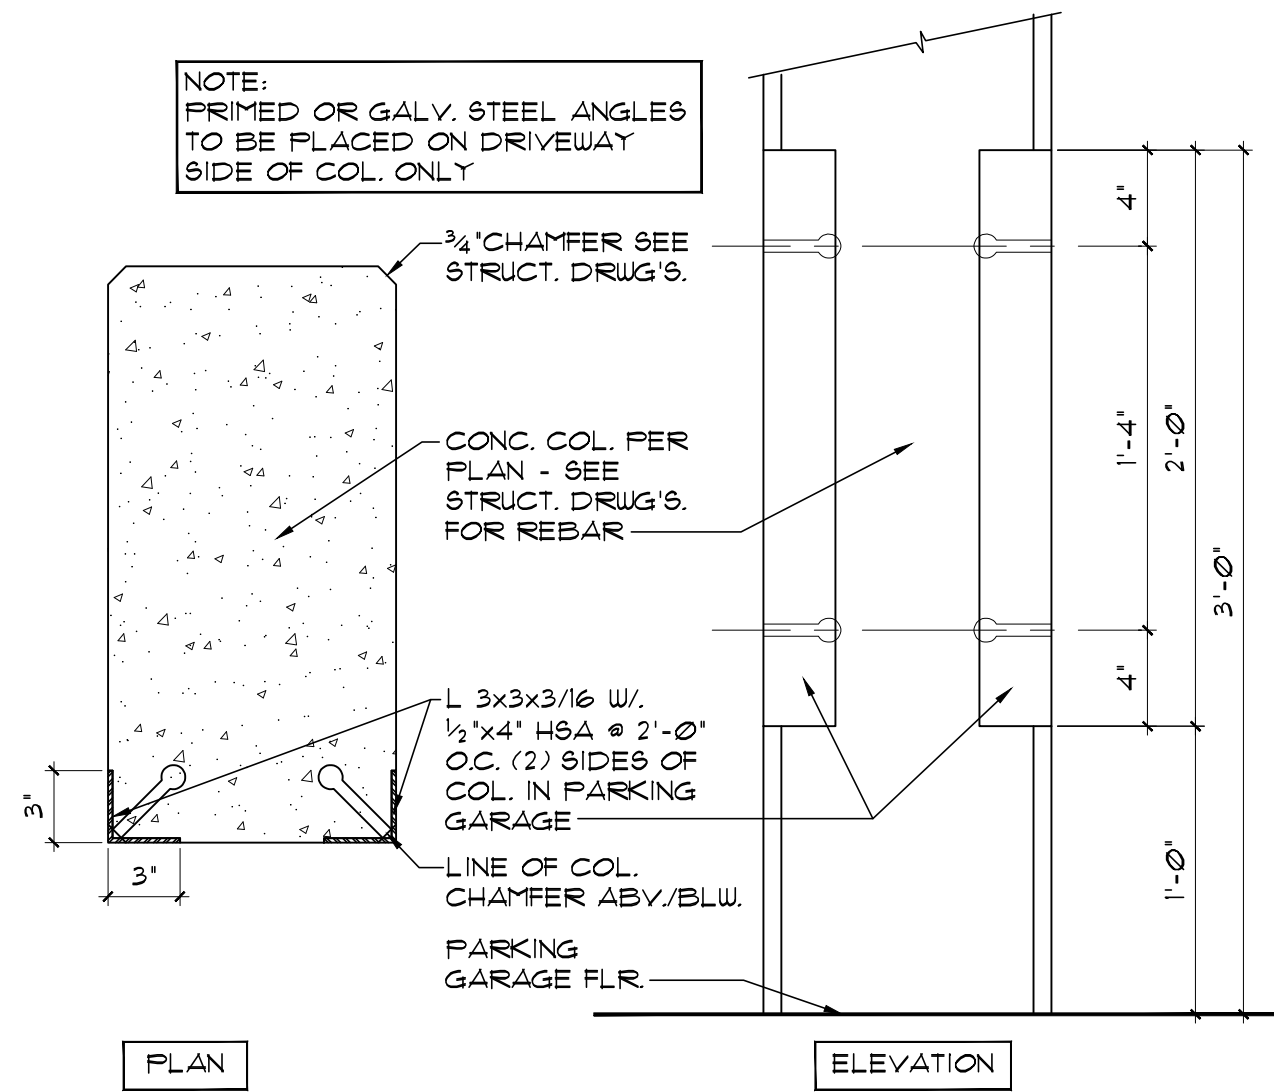 NOTE:
PRIMED OR GALV. STEEL ANGLES
TO BE PLACED ON DRIVEWAY
SIDE OF COL. ONLY
3/4"CHAMFER SEE
STRUCT. DRWG'S.
CONC. COL. PER
PLAN - SEE
STRUCT. DRWG'S.
FOR REBAR
L 3x3x3/16 W/.
1/2"x4" HSA @ 2'-0"
O.C. (2) SIDES OF
COL. IN PARKING
GARAGE
LINE OF COL.
CHAMFER ABV./BLW.
PARKING
GARAGE FLR.
3"
3"
4"
1'-4"
4"
2'-0"
1'-0"
3'-0"
PLAN
ELEVATION